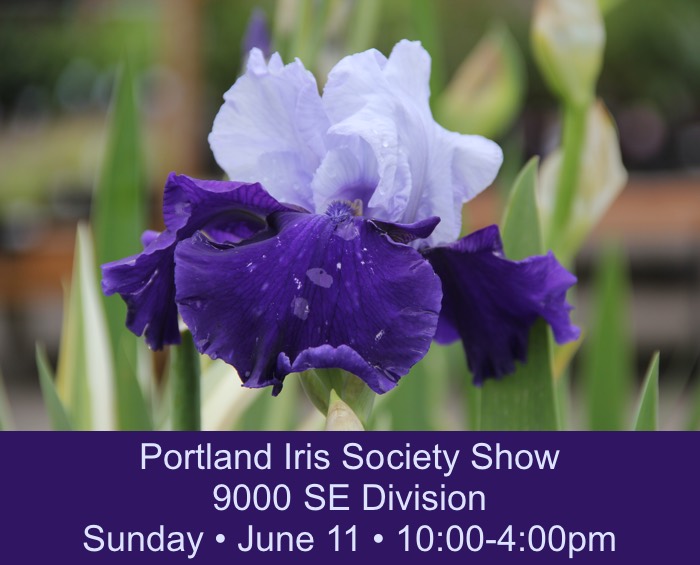 Portland Iris Society Show
9000 SE Division
Sunday • June 11 • 10:00-4:00pm